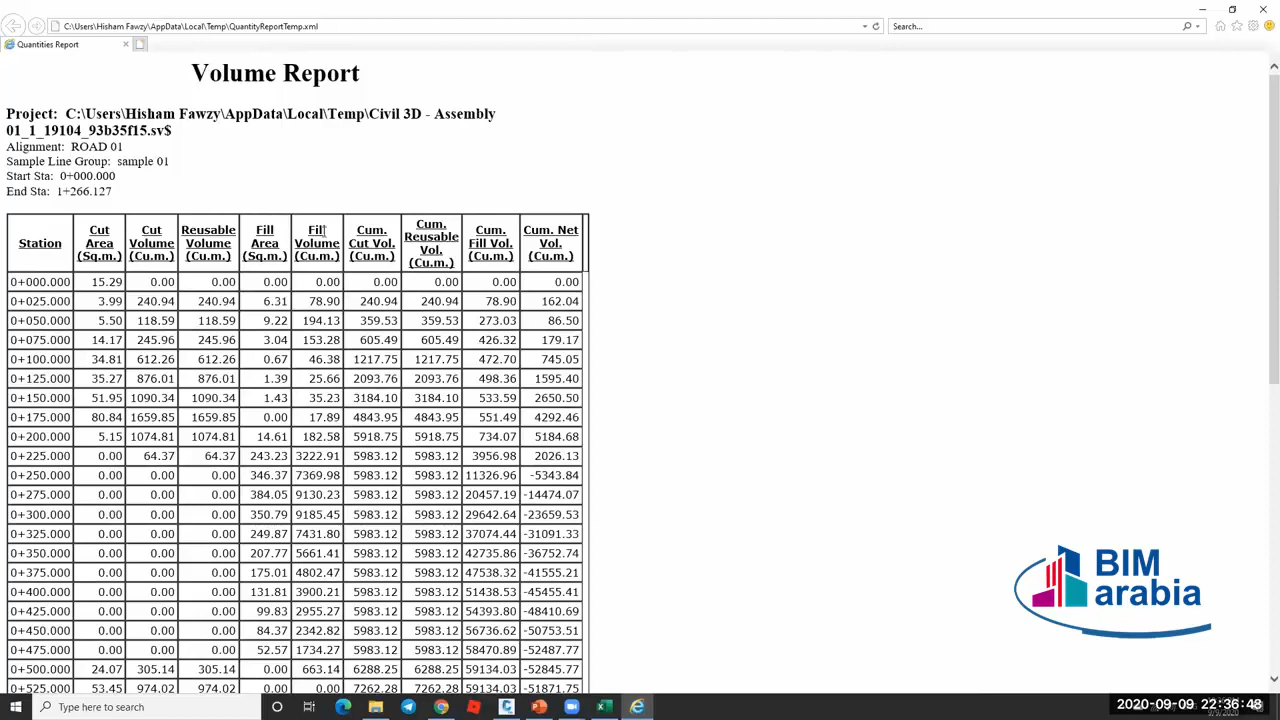 C:\Users\Hisham Fawzy\AppData\Local\Temp\QuantityReportTemp.xml
Search...
Quantities Report
Volume Report
Project: C:\Users\Hisham Fawzy\AppData\Local\Temp\Civil 3D - Assembly
01_1_19104_93b35f15.sv$
Alignment: ROAD 01
Sample Line Group: sample 01
Start Sta: 0+000.000
End Sta: 1+266.127
Station Cut Area (Sq.m.) Cut Volume (Cu.m.) Reusable Volume (Cu.m.) Fill Area (Sq.m.) Fill Volume (Cu.m.) Cum. Cut Vol. (Cu.m.) Cum. Reusable Vol. (Cu.m.) Cum. Fill Vol. (Cu.m.) Cum. Net Vol. (Cu.m.)
0+000.000 15.29 0.00 0.00 0.00 0.00 0.00 0.00 0.00 0.00
0+025.000 3.99 240.94 240.94 6.31 78.90 240.94 240.94 78.90 162.04
0+050.000 5.50 118.59 118.59 9.22 194.13 359.53 359.53 273.03 86.50
0+075.000 14.17 245.96 245.96 3.04 153.28 605.49 605.49 426.32 179.17
0+100.000 34.81 612.26 612.26 0.67 46.38 1217.75 1217.75 472.70 745.05
0+125.000 35.27 876.01 876.01 1.39 25.66 2093.76 2093.76 498.36 1595.40
0+150.000 51.95 1090.34 1090.34 1.43 35.23 3184.10 3184.10 533.59 2650.50
0+175.000 80.84 1659.85 1659.85 0.00 17.89 4843.95 4843.95 551.49 4292.46
0+200.000 5.15 1074.81 1074.81 14.61 182.58 5918.75 5918.75 734.07 5184.68
0+225.000 0.00 64.37 64.37 243.23 3222.91 5983.12 5983.12 3956.98 2026.13
0+250.000 0.00 0.00 0.00 346.37 7369.98 5983.12 5983.12 11326.96 -5343.84
0+275.000 0.00 0.00 0.00 384.05 9130.23 5983.12 5983.12 20457.19 -14474.07
0+300.000 0.00 0.00 0.00 350.79 9185.45 5983.12 5983.12 29642.64 -23659.53
0+325.000 0.00 0.00 0.00 249.87 7431.80 5983.12 5983.12 37074.44 -31091.33
0+350.000 0.00 0.00 0.00 207.77 5661.41 5983.12 5983.12 42735.86 -36752.74
0+375.000 0.00 0.00 0.00 175.01 4802.47 5983.12 5983.12 47538.32 -41555.21
0+400.000 0.00 0.00 0.00 131.81 3900.21 5983.12 5983.12 51438.53 -45455.41
0+425.000 0.00 0.00 0.00 99.83 2955.27 5983.12 5983.12 54393.80 -48410.69
0+450.000 0.00 0.00 0.00 84.37 2342.82 5983.12 5983.12 56736.62 -50753.51
0+475.000 0.00 0.00 0.00 52.57 1734.27 5983.12 5983.12 58470.89 -52487.77
0+500.000 24.07 305.14 305.14 0.00 663.14 6288.25 6288.25 59134.03 -52845.77
0+525.000 53.45 974.02 974.02 0.00 0.00 7262.28 7262.28 59134.03 -51871.75
BIM
arabia
Type here to search
2020-09-09 22:36:48